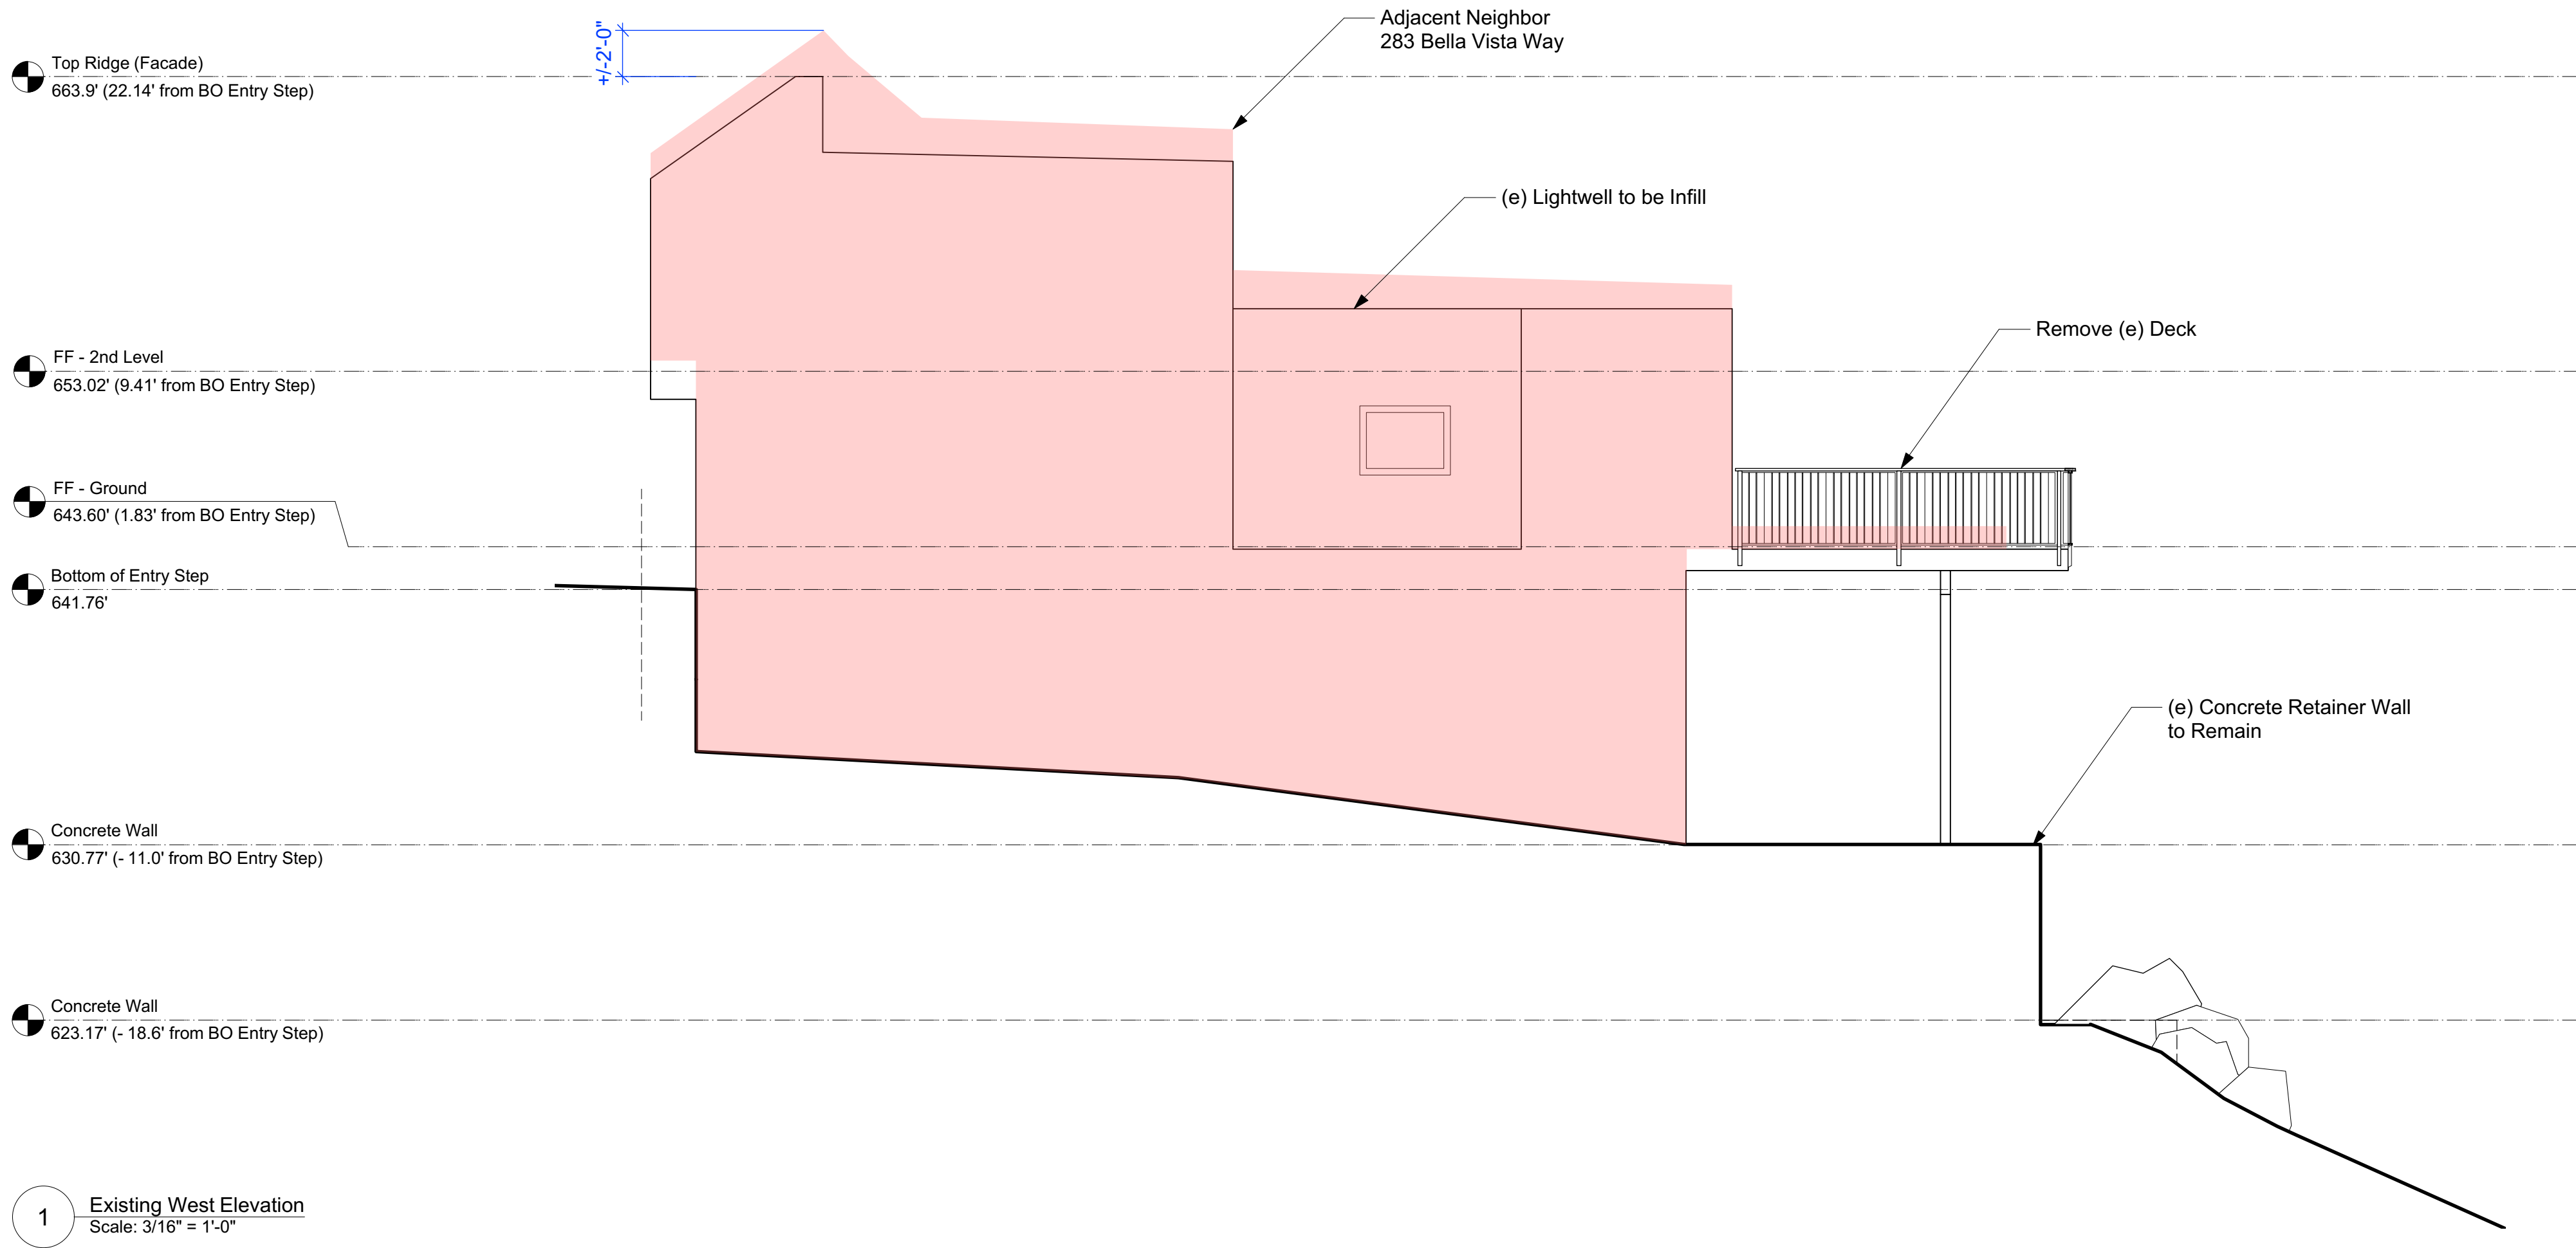 Adjacent Neighbor
283 Bella Vista Way
+/-2'-0"
Top Ridge (Facade)
663.9' (22.14' from BO Entry Step)
(e) Lightwell to be Infill
Remove (e) Deck
FF - 2nd Level
653.02' (9.41' from BO Entry Step)
FF - Ground
643.60' (1.83' from BO Entry Step)
Bottom of Entry Step
641.76'
(e) Concrete Retainer Wall
to Remain
Concrete Wall
630.77' (- 11.0' from BO Entry Step)
Concrete Wall
623.17' (- 18.6' from BO Entry Step)
1
Existing West Elevation
Scale: 3/16" = 1'-0"